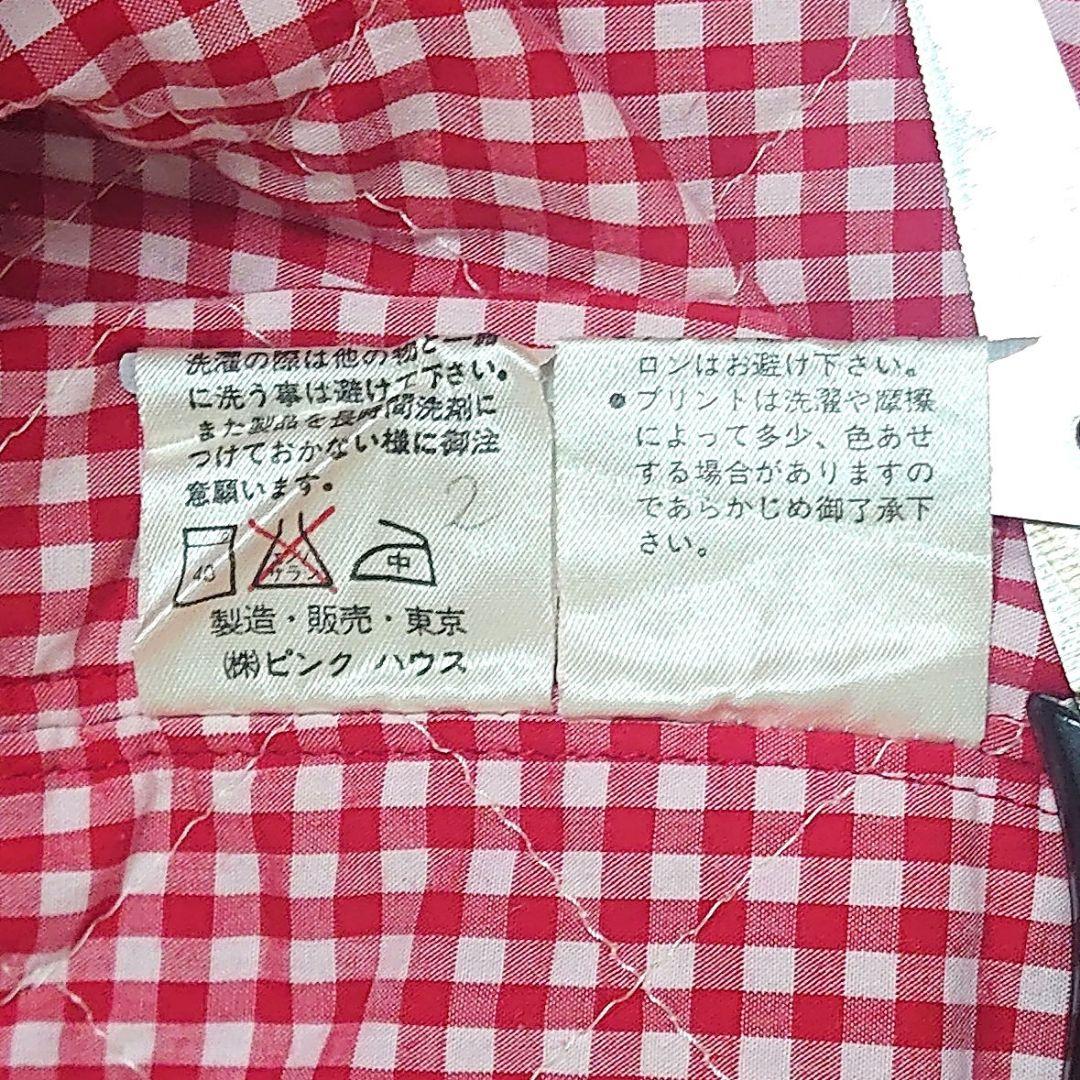 洗濯の際は他の物と一緒
に洗う事は避けて下さい。
また製品を長時間洗剤に
つけておかない様に御注
意願います。
2
40
サラシ
中
製造・販売・東京
㈱ピンク ハウス
ロンはお避け下さい。
●プリントは洗濯や摩擦
によって多少、色あせ
する場合がありますの
であらかじめ御了承下
さい。